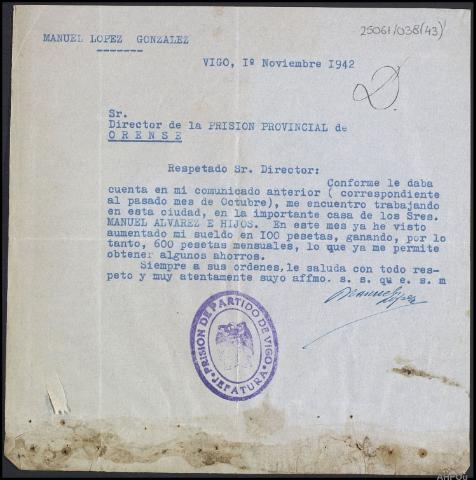 25061/038(43)
MANUEL LOPEZ GONZALEZ
VIGO, Iº Noviembre 1942
Sr.
Director de la PRISION PROVINCIAL de
ORENSE
Respetado Sr. Director:
Conforme le daba
cuenta en mi comunicado anterior ( correspondiente
al pasado mes de Octubre), me encuentro trabajando
en esta ciudad, en la importante casa de los Sres.
MANUEL ALVAREZ E HIJOS. En este mes ya he visto
aumentado mi sueldo en I00 pesetas, ganando, por lo
tanto, 600 pesetas mensuales, lo que ya me permite
obtener algunos ahorros.
Siempre a sus ordenes, le saluda con todo res-
peto y muy atentamente suyo affmo. s. s. qu e. s. m
Manuel
López
PRISION DE PARTIDO DE VIGO
JEFATURA
AHPOu